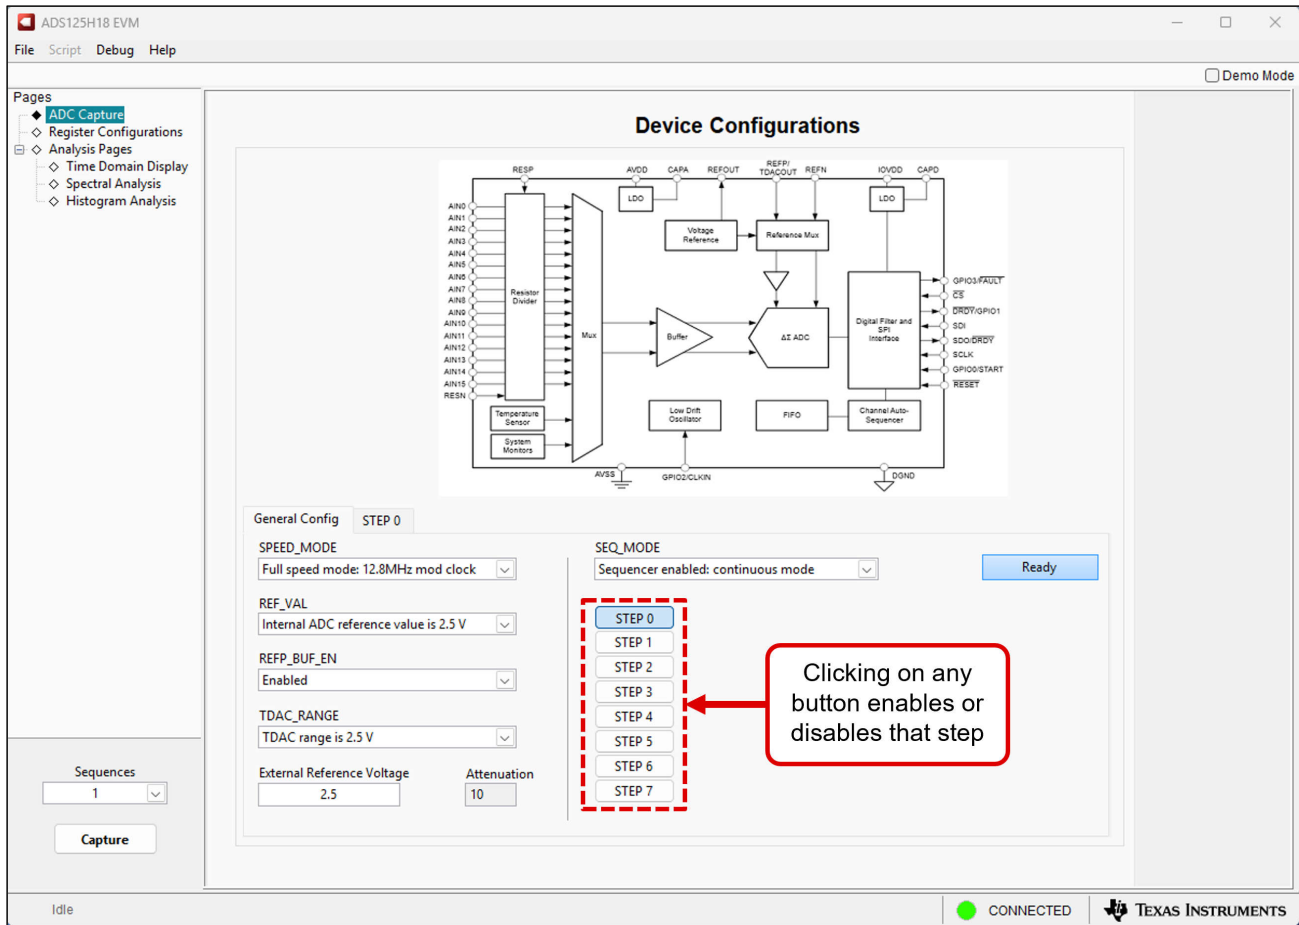 ADS125H18 EVM
File Script Debug Help
Demo Mode
Pages
ADC Capture
Register Configurations
Analysis Pages
Time Domain Display
Spectral Analysis
Histogram Analysis
Device Configurations
RESP
AVDD CAPA REFOUT REFP/ TDACOUT REFN
IOVDD CAPD
LDO
LDO
Voltage Reference
Reference Mux
AIN0
AIN1
AIN2
AIN3
AIN4
AIN5
AIN6
AIN7
AIN8
AIN9
AIN10
AIN11
AIN12
AIN13
AIN14
AIN15
RESN
Resistor Divider
Mux
Buffer
ΔΣ ADC
Digital Filter and SPI Interface
GPIO3/FAULT
CS
DRDY/GPIO1
SDI
SDO/DRDY
SCLK
GPIO0/START
RESET
Temperature Sensor
System Monitors
Low Drift Oscillator
FIFO
Channel Auto-Sequencer
AVSS
GPIO2/CLKIN
DGND
General Config STEP 0
SPEED_MODE
Full speed mode: 12.8MHz mod clock
REF_VAL
Internal ADC reference value is 2.5 V
REFP_BUF_EN
Enabled
TDAC_RANGE
TDAC range is 2.5 V
External Reference Voltage Attenuation
2.5 10
SEQ_MODE
Sequencer enabled: continuous mode
Ready
STEP 0
STEP 1
STEP 2
STEP 3
STEP 4
STEP 5
STEP 6
STEP 7
Clicking on any
button enables or
disables that step
Sequences
1
Capture
Idle
CONNECTED
TEXAS INSTRUMENTS